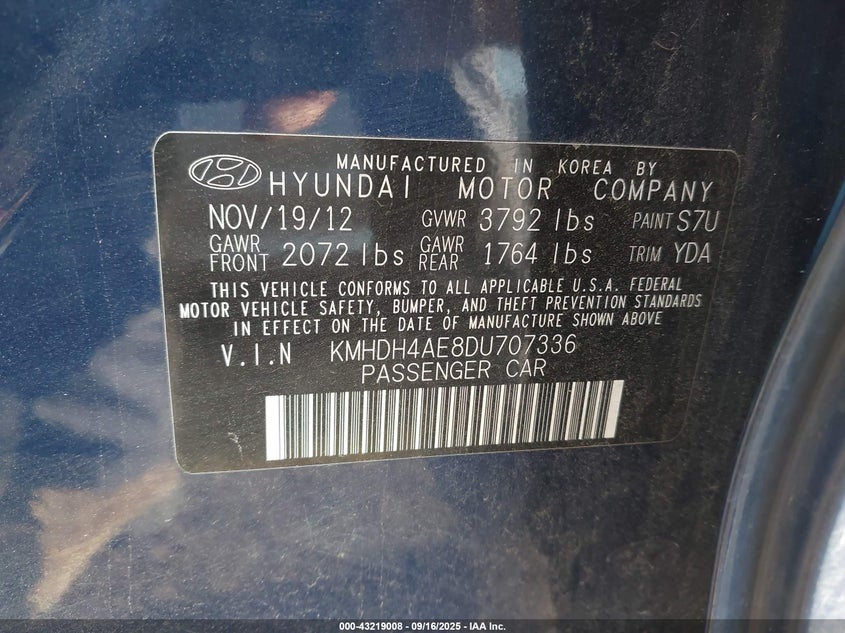 MANUFACTURED IN KOREA BY
HYUNDAI MOTOR COMPANY
NOV/19/12 GVWR 3792 lbs PAINT S7U
GAWR FRONT 2072 lbs GAWR REAR 1764 lbs TRIM YDA
THIS VEHICLE CONFORMS TO ALL APPLICABLE U.S.A. FEDERAL
MOTOR VEHICLE SAFETY, BUMPER, AND THEFT PREVENTION STANDARDS
IN EFFECT ON THE DATE OF MANUFACTURE SHOWN ABOVE
V.I.N KMHDH4AE8DU707336
PASSENGER CAR
000-43219008 - 09/16/2025 - IAA Inc.